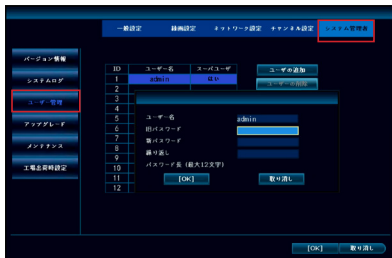 一般設定 録画設定 ネットワーク設定 チャンネル設定 システム管理者
バージョン情報
システムログ
ユーザー管理
アップグレード
メンテナンス
工場出荷時設定
ID ユーザー名 スーパユーザ
1 admin はい
2
3
4
5
6
7
8
9
10
11
12
ユーザの追加
ユーザーの削除
ユーザー名 admin
旧パスワード
新パスワード
繰り返し
パスワード長 (最大12文字)
[OK] 取り消し
[OK] 取り消し